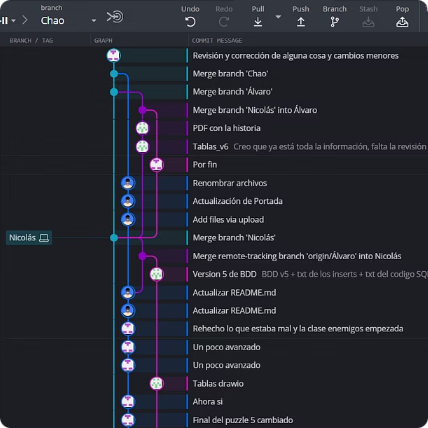 branch
Chao
Undo Redo Pull Push Branch Stash Pop
BRANCH / TAG GRAPH COMMIT MESSAGE
Revisión y corrección de alguna cosa y cambios menores
Merge branch 'Chao'
Merge branch 'Álvaro'
Merge branch 'Nicolás' into Álvaro
PDF con la historia
Tablas_v6 Creo que ya está toda la información, falta la revisión
Por fin
Renombrar archivos
Actualización de Portada
Add files via upload
Nicolás Merge branch 'Nicolás'
Merge remote-tracking branch 'origin/Álvaro' into Nicolás
Version 5 de BDD BDD v5 + txt de los inserts + txt del codigo SQ
Actualizar README.md
Actualizar README.md
Rehecho lo que estaba mal y la clase enemigos empezada
Un poco avanzado
Un poco avanzado
Tablas drawio
Ahora si
Final del puzzle 5 cambiado